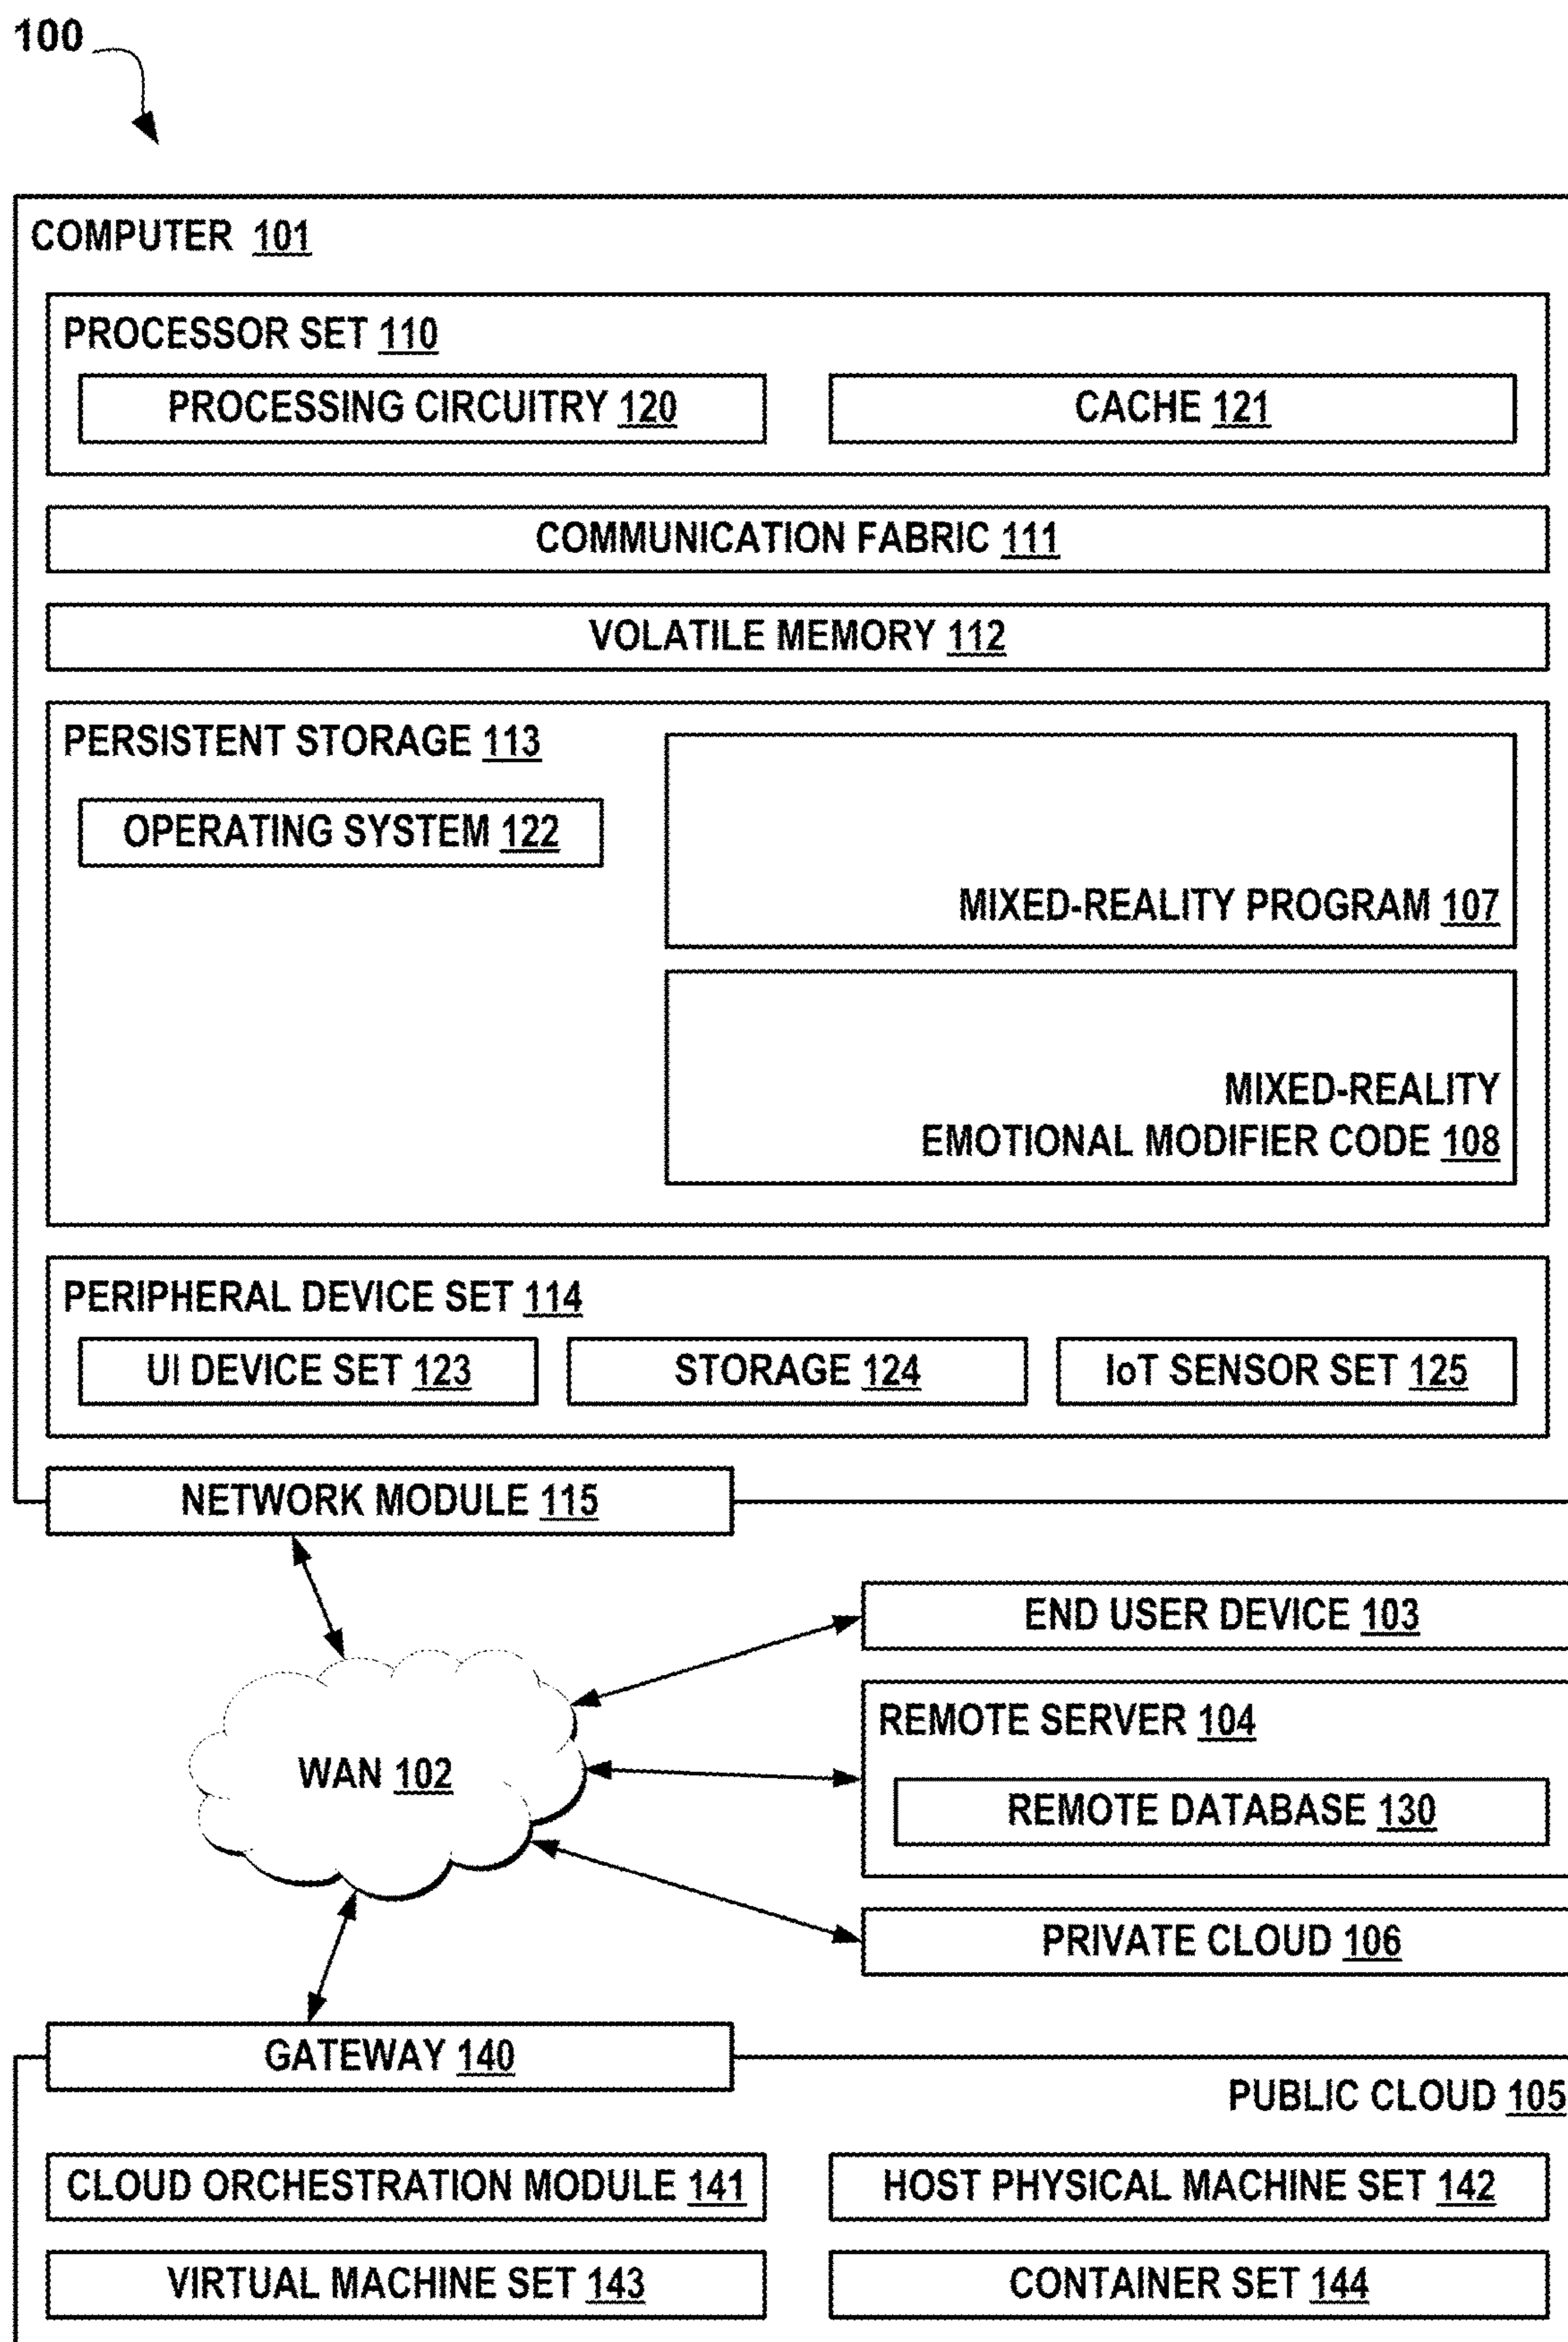 100
COMPUTER 101
PROCESSOR SET 110
PROCESSING CIRCUITRY 120
CACHE 121
COMMUNICATION FABRIC 111
VOLATILE MEMORY 112
PERSISTENT STORAGE 113
OPERATING SYSTEM 122
MIXED-REALITY PROGRAM 107
MIXED-REALITY
EMOTIONAL MODIFIER CODE 108
PERIPHERAL DEVICE SET 114
UI DEVICE SET 123
STORAGE 124
IoT SENSOR SET 125
NETWORK MODULE 115
END USER DEVICE 103
REMOTE SERVER 104
WAN 102
REMOTE DATABASE 130
PRIVATE CLOUD 106
GATEWAY 140
PUBLIC CLOUD 105
CLOUD ORCHESTRATION MODULE 141
HOST PHYSICAL MACHINE SET 142
VIRTUAL MACHINE SET 143
CONTAINER SET 144